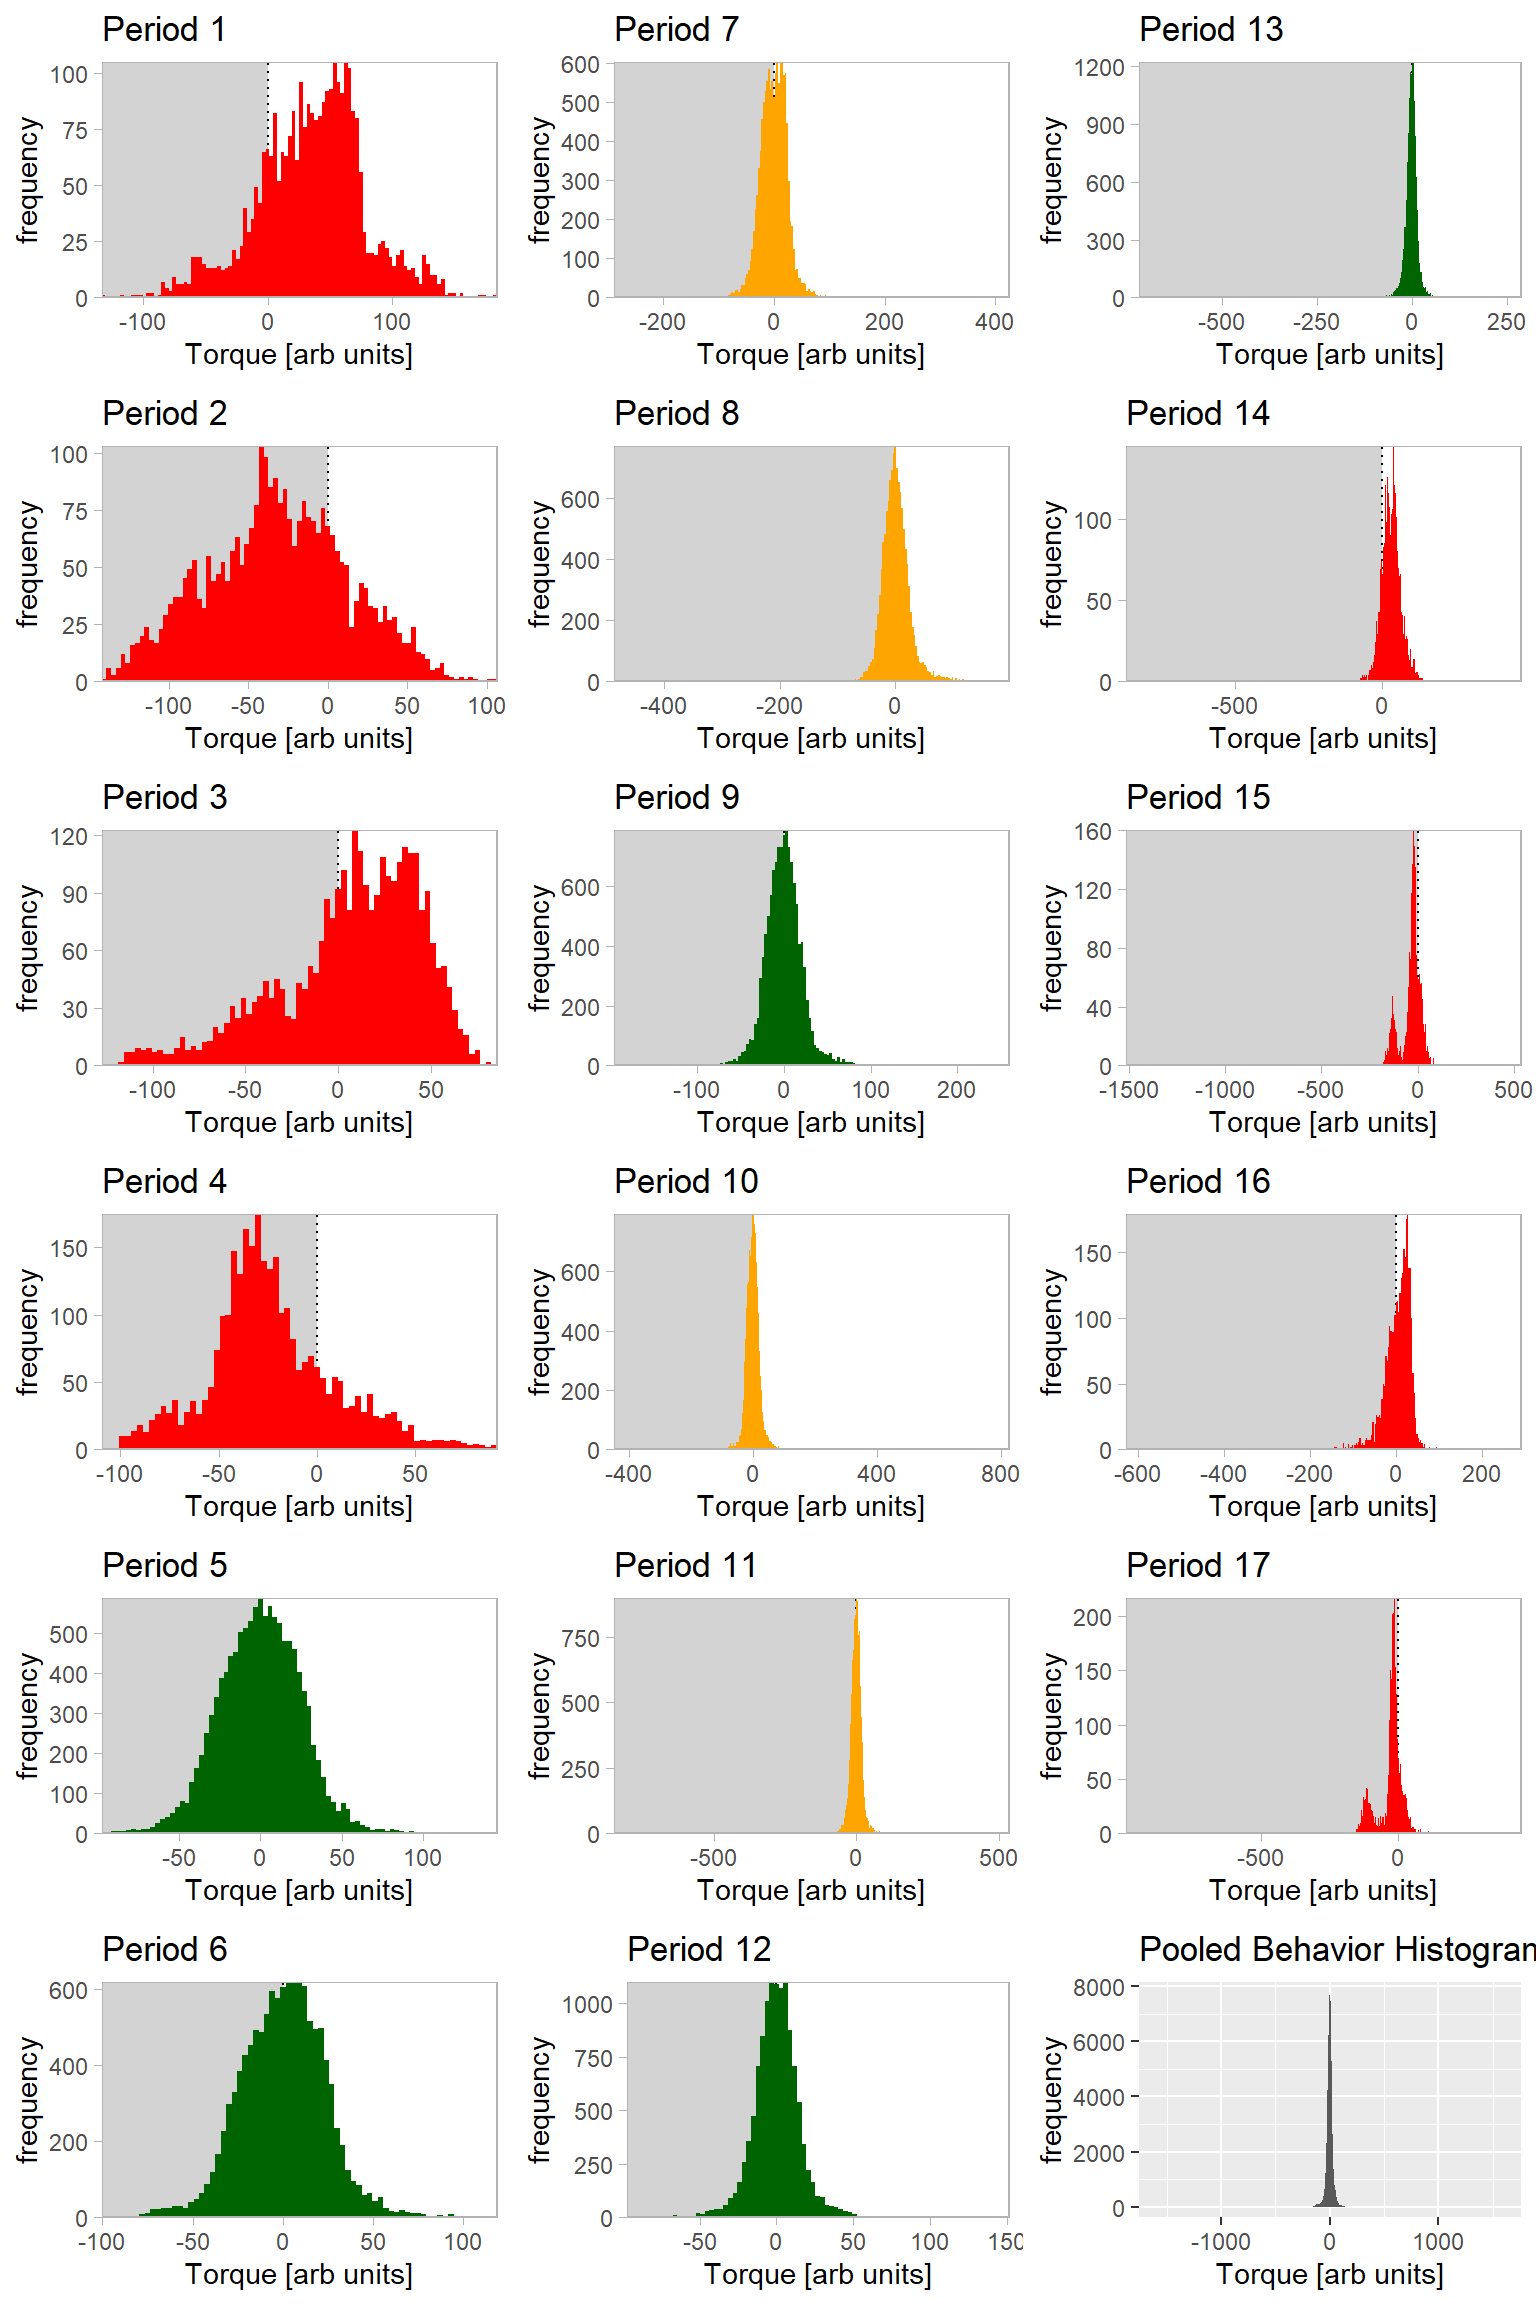 Period 1
frequency
100
75
50
25
0
-100 0 100
Torque [arb units]
Period 7
frequency
600
500
400
300
200
100
0
-200 0 200 400
Torque [arb units]
Period 13
frequency
1200
900
600
300
0
-500 -250 0 250
Torque [arb units]
Period 2
frequency
100
75
50
25
0
-100 -50 0 50 100
Torque [arb units]
Period 8
frequency
600
400
200
0
-400 -200 0
Torque [arb units]
Period 14
frequency
100
50
0
-500 0
Torque [arb units]
Period 3
frequency
120
90
60
30
0
-100 -50 0 50
Torque [arb units]
Period 9
frequency
600
400
200
0
-100 0 100 200
Torque [arb units]
Period 15
frequency
160
120
80
40
0
-1500 -1000 -500 0 500
Torque [arb units]
Period 4
frequency
150
100
50
0
-100 -50 0 50
Torque [arb units]
Period 10
frequency
600
400
200
0
-400 0 400 800
Torque [arb units]
Period 16
frequency
150
100
50
0
-600 -400 -200 0 200
Torque [arb units]
Period 5
frequency
500
400
300
200
100
0
-50 0 50 100
Torque [arb units]
Period 11
frequency
750
500
250
0
-500 0 500
Torque [arb units]
Period 17
frequency
200
150
100
50
0
-500 0
Torque [arb units]
Period 6
frequency
600
400
200
0
-100 -50 0 50 100
Torque [arb units]
Period 12
frequency
1000
750
500
250
0
-50 0 50 100 150
Torque [arb units]
Pooled Behavior Histogran
frequency
8000
6000
4000
2000
0
-1000 0 1000
Torque [arb units]